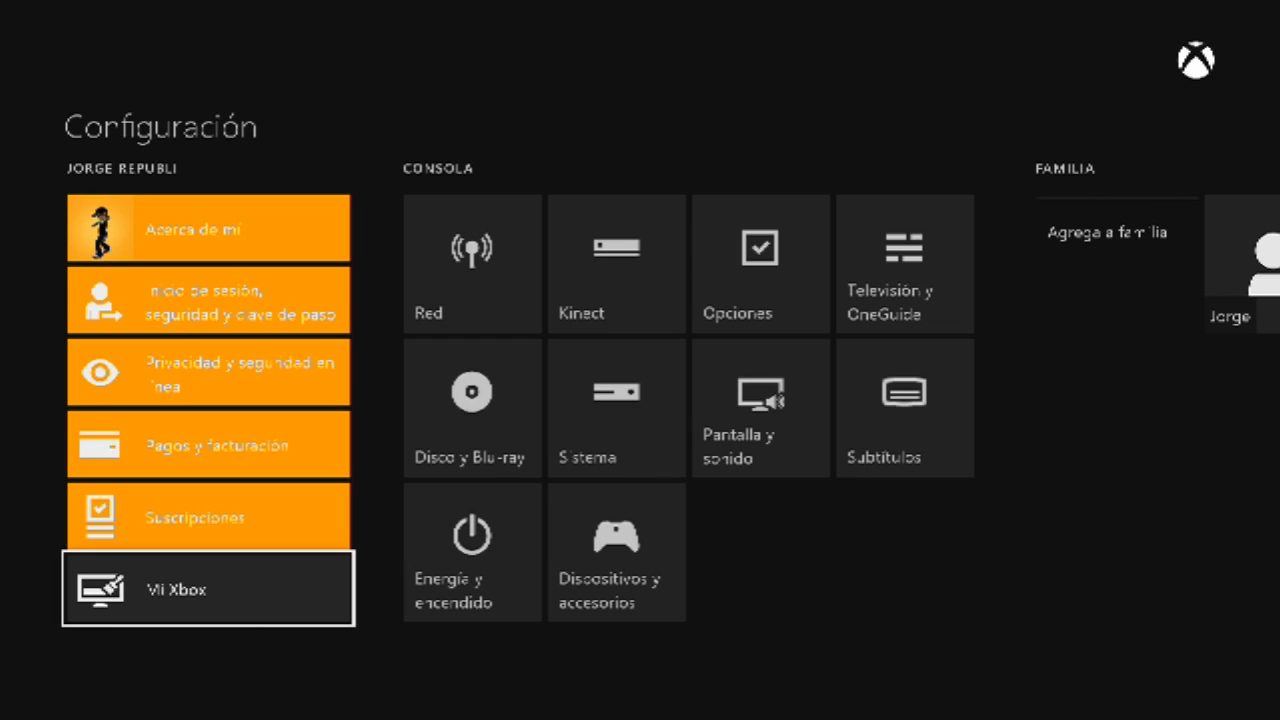 Configuración
JORGE REPUBLI
Acerca de mí
Inicio de sesión,
seguridad y clave de paso
Privacidad y seguridad en
línea
Pagos y facturación
Suscripciones
Mi Xbox
CONSOLA
Red
Kinect
Opciones
Televisión y
OneGuide
Disco y Blu-ray
Sistema
Pantalla y
sonido
Subtítulos
Energía y
encendido
Dispositivos y
accesorios
FAMILIA
Agrega a familia
Jorge